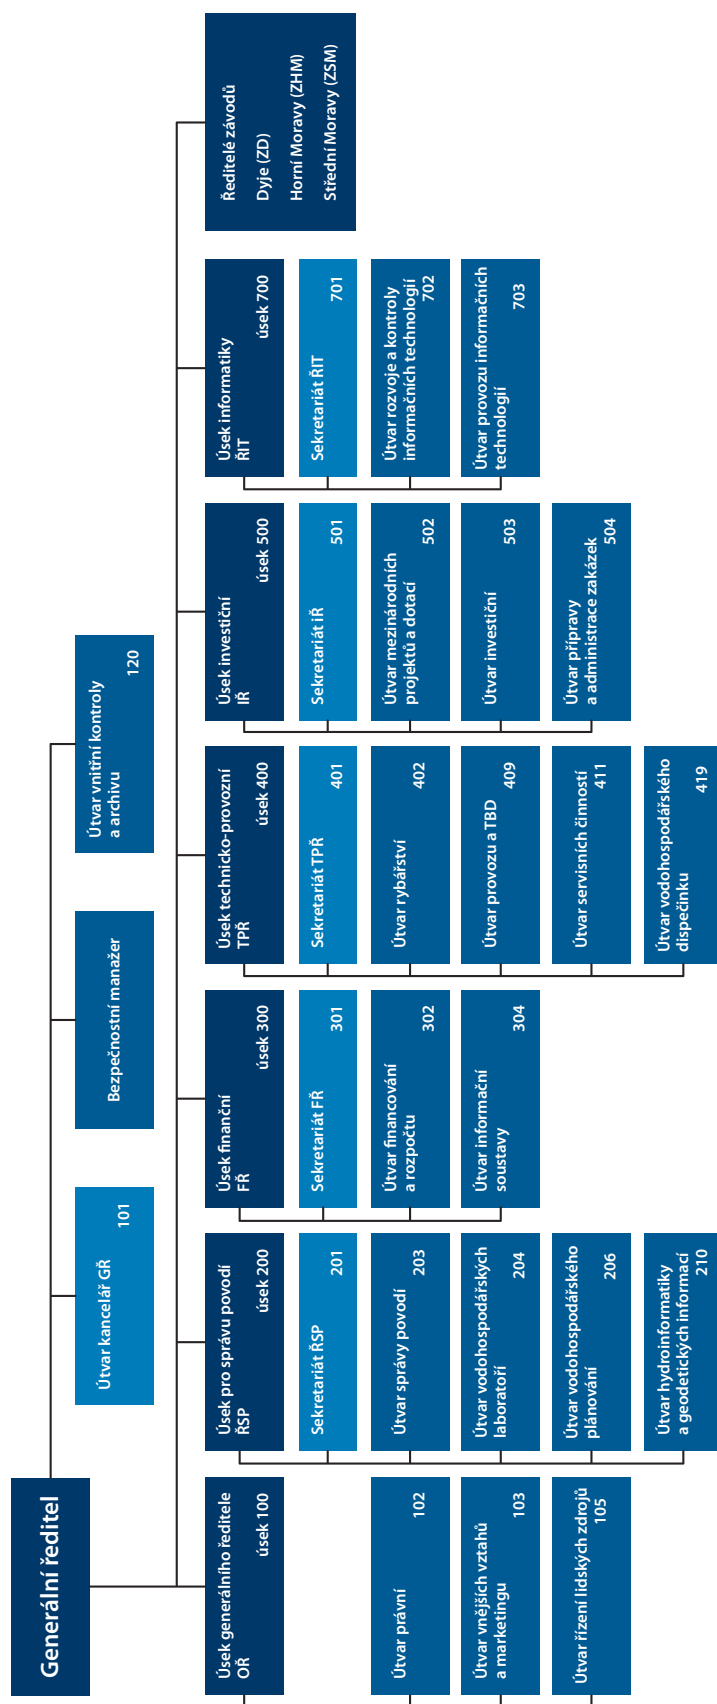 Generální ředitel
Útvar kancelář GŘ
101
Bezpečnostní manažer
Útvar vnitřní kontroly
a archivu
120
Úsek generálního ředitele
OŘ
úsek 100
Útvar právní
102
Útvar vnějších vztahů
a marketingu
103
Útvar řízení lidských zdrojů
105
Úsek pro správu povodí
ŘSP
úsek 200
Sekretariát ŘSP
201
Útvar správy povodí
203
Útvar vodohospodářských
laboratoří
204
Útvar vodohospodářského
plánování
206
Útvar hydroinformatiky
a geodetických informací
210
Úsek finanční
FŘ
úsek 300
Sekretariát FŘ
301
Útvar financování
a rozpočtu
302
Útvar informační
soustavy
304
Úsek technicko-provozní
TPŘ
úsek 400
Sekretariát TPŘ
401
Útvar rybářství
402
Útvar provozu a TBD
409
Útvar servisních činností
411
Útvar vodohospodářského
dispečinku
419
Úsek investiční
IŘ
úsek 500
Sekretariát IŘ
501
Útvar mezinárodních
projektů a dotací
502
Útvar investiční
503
Útvar přípravy
a administrace zakázek
504
Úsek informatiky
ŘIT
úsek 700
Sekretariát ŘIT
701
Útvar rozvoje a kontroly
informačních technologií
702
Útvar provozu informačních
technologií
703
Ředitelé závodů
Dyje (ZD)
Horní Moravy (ZHM)
Střední Moravy (ZSM)